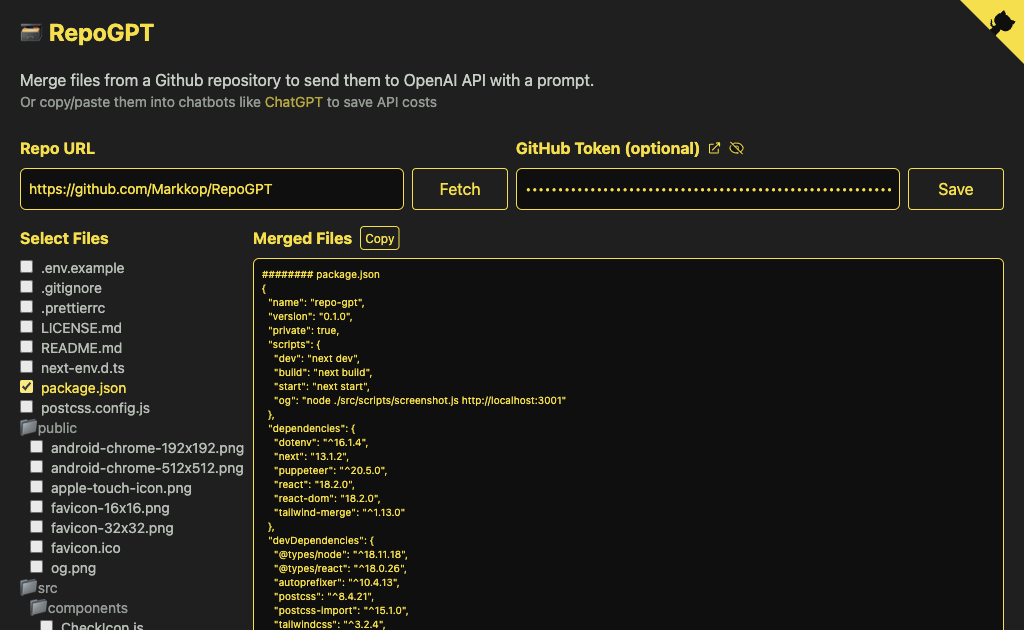 RepoGPT
Merge files from a Github repository to send them to OpenAI API with a prompt.
Or copy/paste them into chatbots like ChatGPT to save API costs
Repo URL
GitHub Token (optional)
https://github.com/Markkop/RepoGPT
Fetch
Save
Select Files
.env.example
.gitignore
.prettierrc
LICENSE.md
README.md
next-env.d.ts
package.json
postcss.config.js
public
android-chrome-192x192.png
android-chrome-512x512.png
apple-touch-icon.png
favicon-16x16.png
favicon-32x32.png
favicon.ico
og.png
src
components
CheckIcon.js
Merged Files
Copy
######## package.json
{
"name": "repo-gpt",
"version": "0.1.0",
"private": true,
"scripts": {
"dev": "next dev",
"build": "next build",
"start": "next start",
"og": "node ./src/scripts/screenshot.js http://localhost:3001"
},
"dependencies": {
"dotenv": "^16.1.4",
"next": "13.1.2",
"puppeteer": "^20.5.0",
"react": "18.2.0",
"react-dom": "18.2.0",
"tailwind-merge": "^1.13.0"
},
"devDependencies": {
"@types/node": "^18.11.18",
"@types/react": "^18.0.26",
"autoprefixer": "^10.4.13",
"postcss": "^8.4.21",
"postcss-import": "^15.1.0",
"tailwindcss": "^3.2.4",